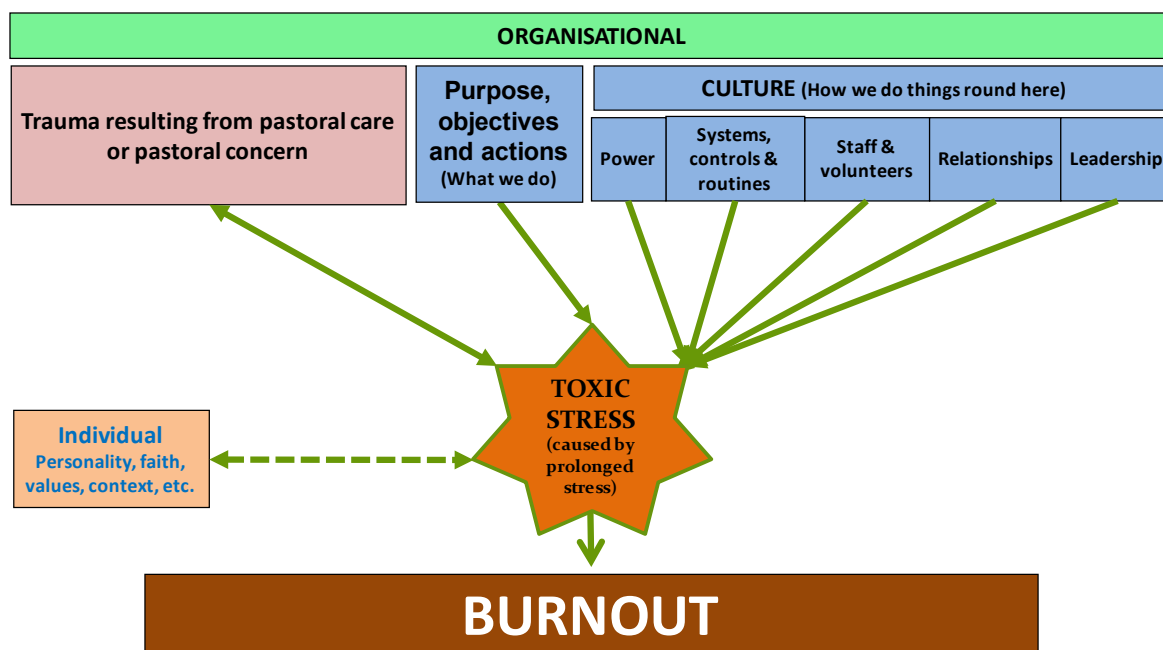 ORGANISATIONAL
Trauma resulting from pastoral care
or pastoral concern
Purpose,
objectives
and actions
(What we do)
CULTURE (How we do things round here)
Power
Systems,
controls &
routines
Staff &
volunteers
Relationships
Leadership
TOXIC
STRESS
(caused by
prolonged
stress)
Individual
Personality, faith,
values, context, etc.
BURNOUT